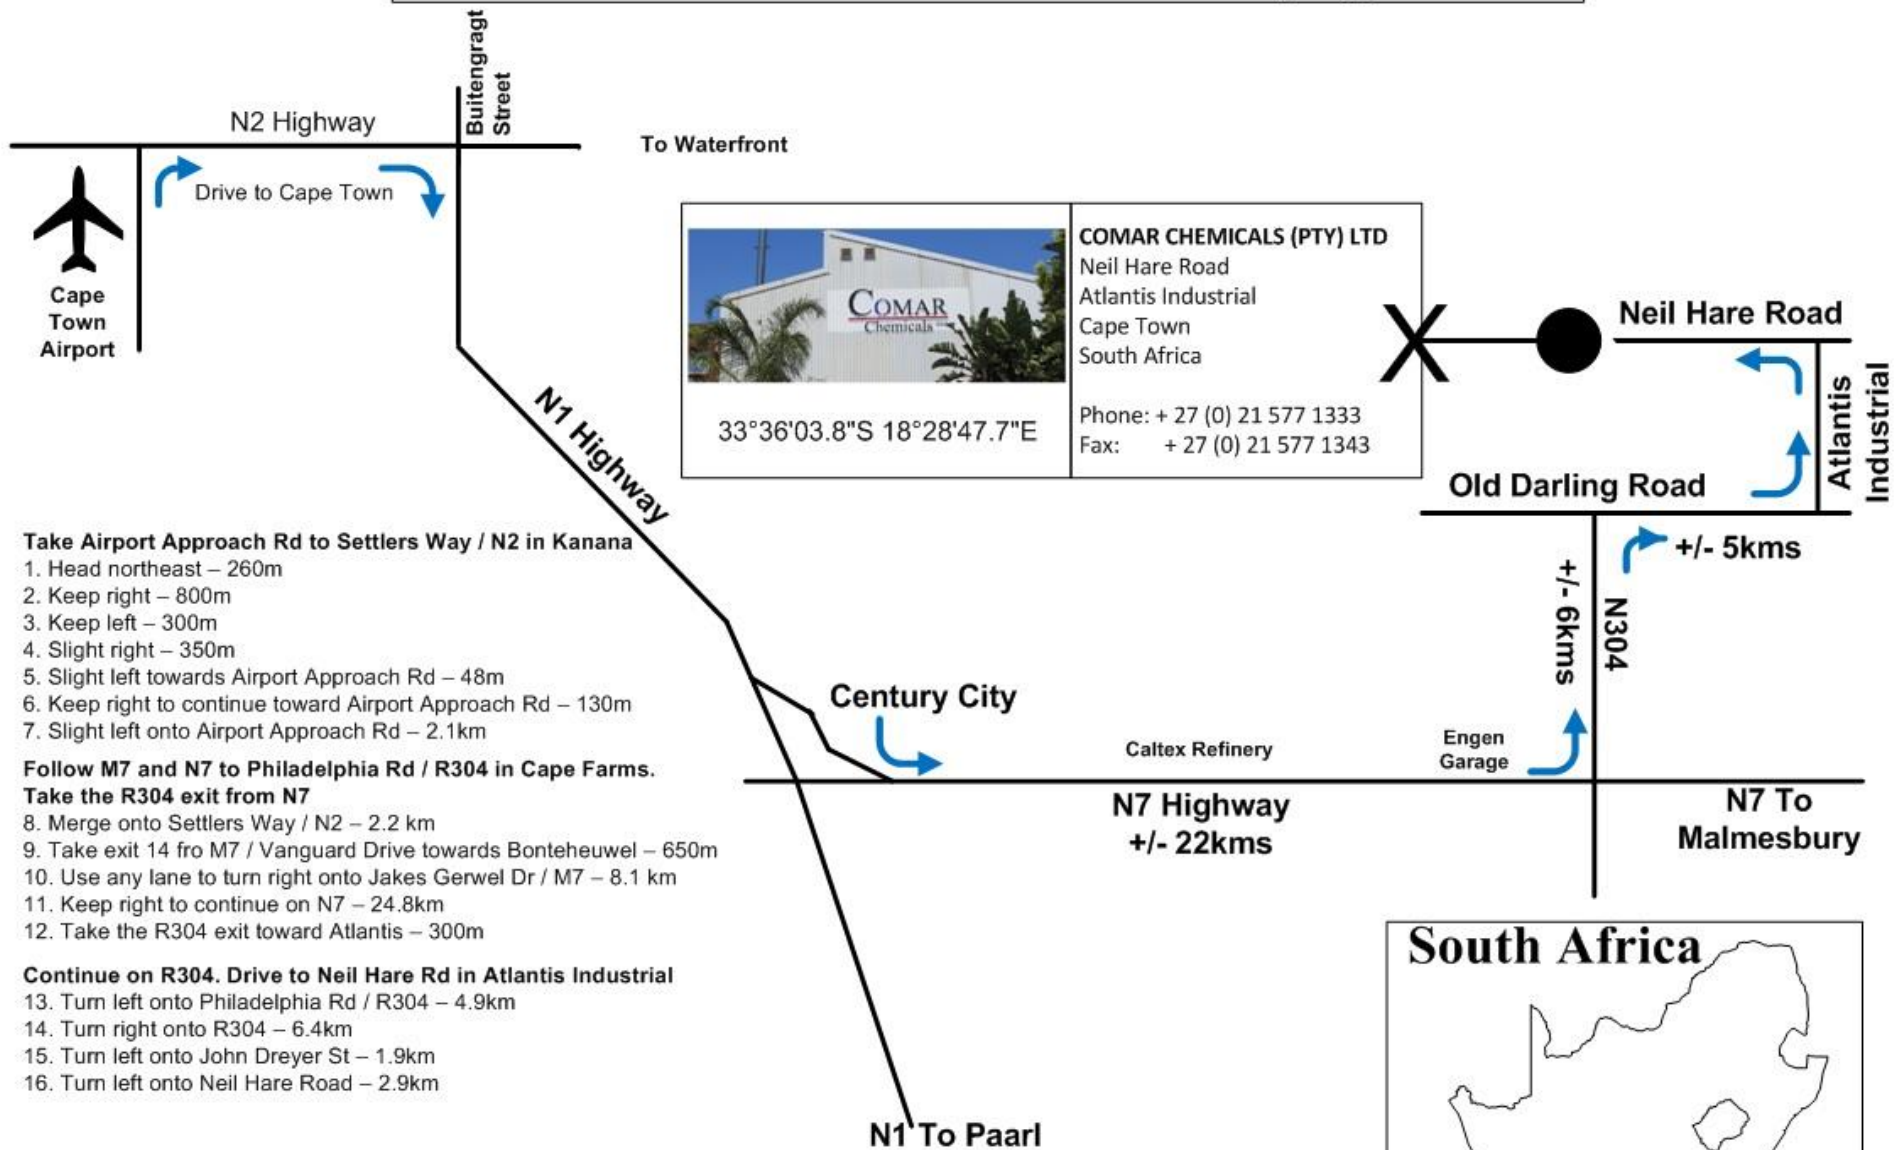 Buitengragt
Street
N2 Highway
To Waterfront
Drive to Cape Town
Cape
Town
Airport
COMAR
Chemicals
33°36'03.8"S 18°28'47.7"E
COMAR CHEMICALS (PTY) LTD
Neil Hare Road
Atlantis Industrial
Cape Town
South Africa
Phone: + 27 (0) 21 577 1333
Fax: + 27 (0) 21 577 1343
X
Neil Hare Road
Atlantis
Industrial
Old Darling Road
+/- 5kms
+/- 6kms
N304
N1 Highway
Take Airport Approach Rd to Settlers Way / N2 in Kanana
1. Head northeast – 260m
2. Keep right – 800m
3. Keep left – 300m
4. Slight right – 350m
5. Slight left towards Airport Approach Rd – 48m
6. Keep right to continue toward Airport Approach Rd – 130m
7. Slight left onto Airport Approach Rd – 2.1km
Follow M7 and N7 to Philadelphia Rd / R304 in Cape Farms.
Take the R304 exit from N7
8. Merge onto Settlers Way / N2 – 2.2 km
9. Take exit 14 fro M7 / Vanguard Drive towards Bonteheuwel – 650m
10. Use any lane to turn right onto Jakes Gerwel Dr / M7 – 8.1 km
11. Keep right to continue on N7 – 24.8km
12. Take the R304 exit toward Atlantis – 300m
Continue on R304. Drive to Neil Hare Rd in Atlantis Industrial
13. Turn left onto Philadelphia Rd / R304 – 4.9km
14. Turn right onto R304 – 6.4km
15. Turn left onto John Dreyer St – 1.9km
16. Turn left onto Neil Hare Road – 2.9km
Century City
Caltex Refinery
Engen
Garage
N7 Highway
+/- 22kms
N7 To
Malmesbury
N1 To Paarl
South Africa